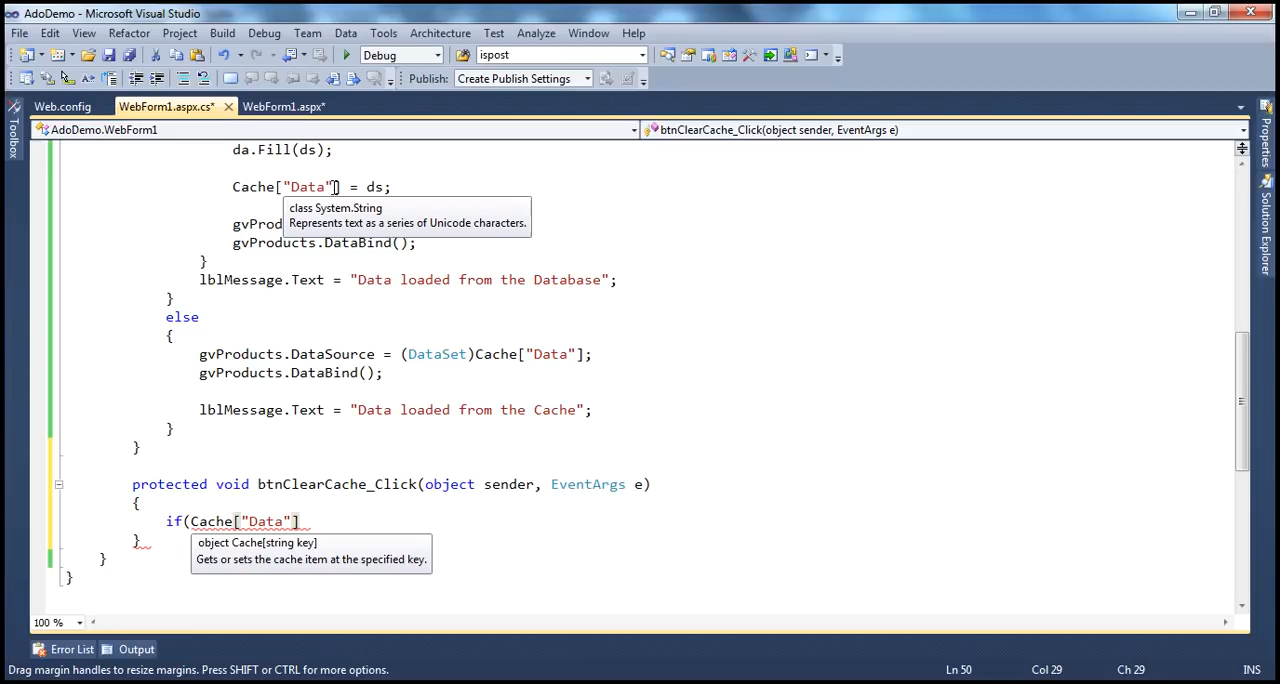 AdoDemo - Microsoft Visual Studio
File Edit View Refactor Project Build Debug Team Data Tools Architecture Test Analyze Window Help
Debug ispost
Publish: Create Publish Settings
Web.config WebForm1.aspx.cs* WebForm1.aspx*
AdoDemo.WebForm1 btnClearCache_Click(object sender, EventArgs e)
Toolbox
Properties
Solution Explorer
da.Fill(ds);
Cache["Data"] = ds;
class System.String
Represents text as a series of Unicode characters.
gvProd
gvProducts.DataBind();
}
lblMessage.Text = "Data loaded from the Database";
}
else
{
gvProducts.DataSource = (DataSet)Cache["Data"];
gvProducts.DataBind();
lblMessage.Text = "Data loaded from the Cache";
}
}
protected void btnClearCache_Click(object sender, EventArgs e)
{
if(Cache["Data"]
}
object Cache[string key]
Gets or sets the cache item at the specified key.
}
}
100 %
Error List Output
Drag margin handles to resize margins. Press SHIFT or CTRL for more options. Ln 50 Col 29 Ch 29 INS